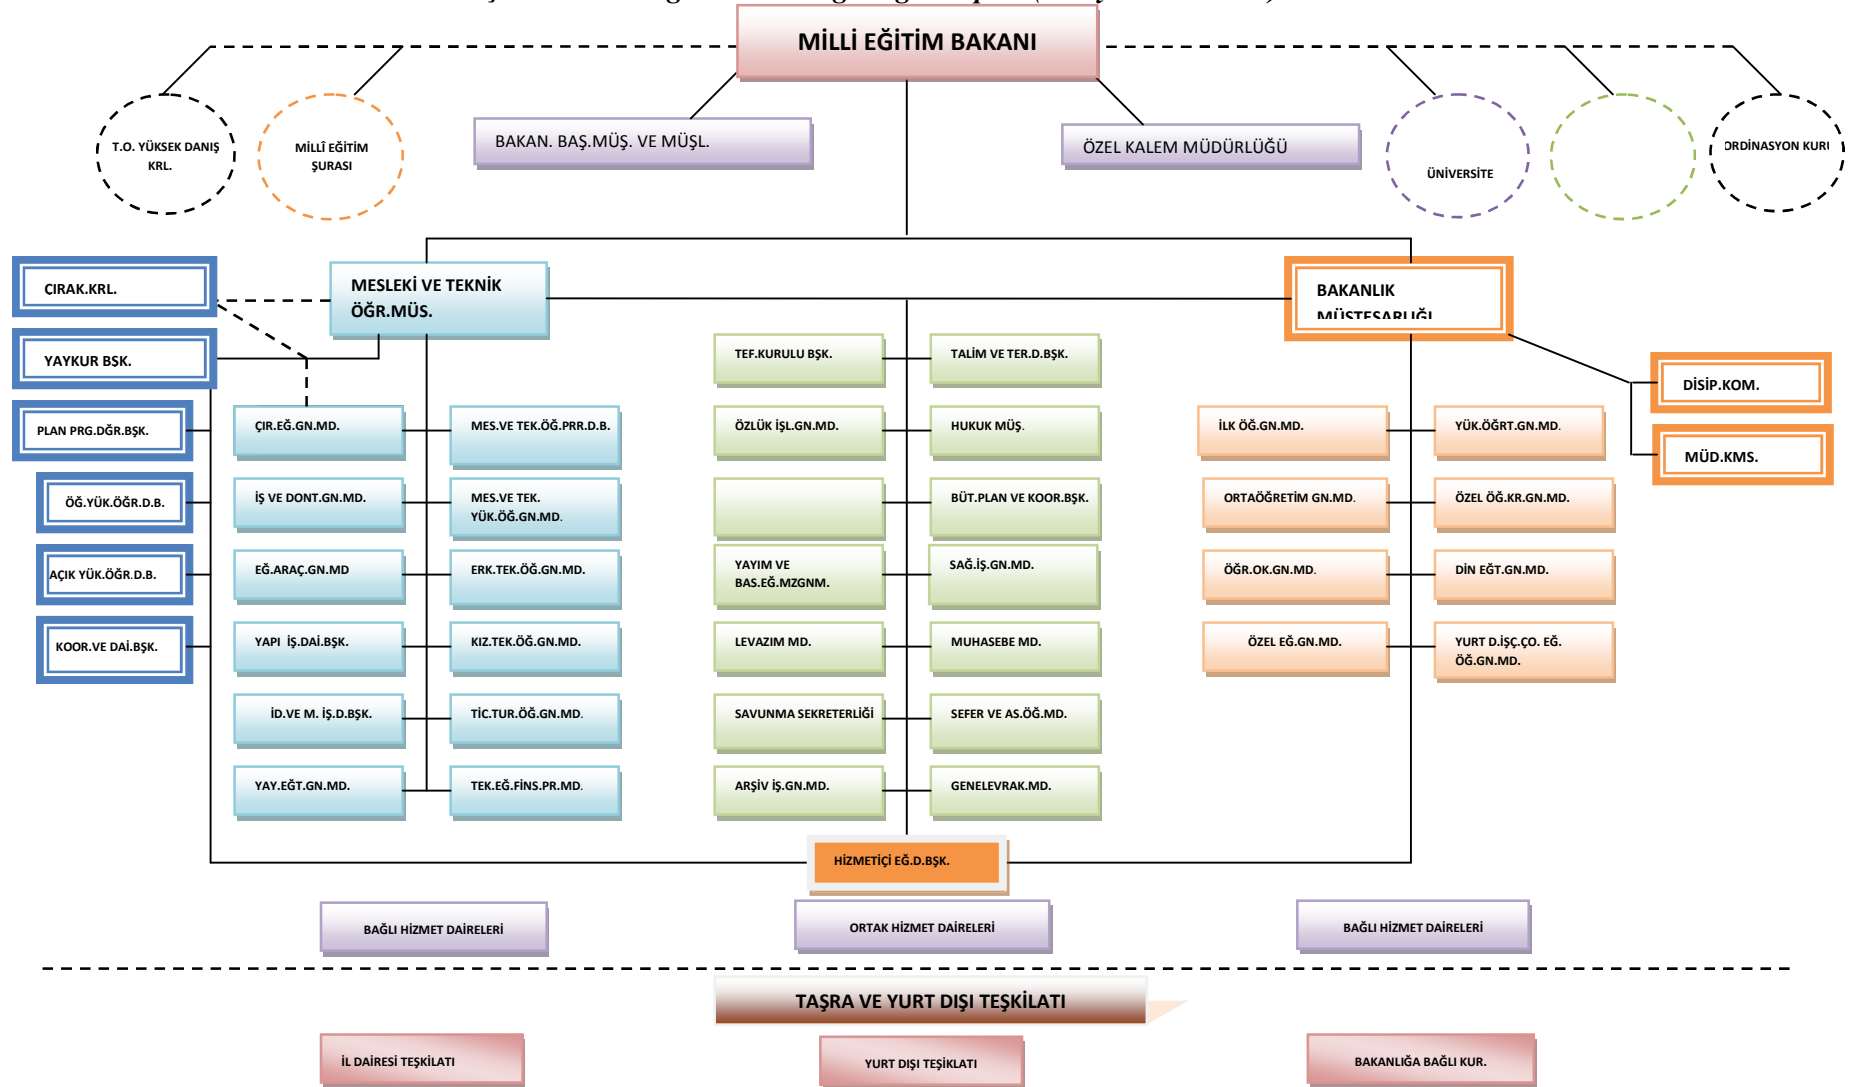 MİLLİ EĞİTİM BAKANI
T.O. YÜKSEK DANIŞ
KRL.
MİLLÎ EĞİTİM
ŞURASI
BAKAN. BAŞ.MÜŞ. VE MÜŞL.
ÖZEL KALEM MÜDÜRLÜĞÜ
ÜNİVERSİTE
ORDİNASYON KURU
ÇIRAK.KRL.
MESLEKİ VE TEKNİK
ÖĞR.MÜS.
BAKANLIK
MÜSTEŞARLIĞI
YAYKUR BŞK.
TEF.KURULU BŞK.
TALİM VE TER.D.BŞK.
DİSİP.KOM.
PLAN PRG.DĞR.BŞK.
ÇIR.EĞ.GN.MD.
MES.VE TEK.ÖĞ.PRR.D.B.
ÖZLÜK İŞL.GN.MD.
HUKUK MÜŞ.
İLK ÖĞ.GN.MD.
YÜK.ÖĞRT.GN.MD.
MÜD.KMS.
ÖĞ.YÜK.ÖĞR.D.B.
İŞ VE DONT.GN.MD.
MES.VE TEK.
YÜK.ÖĞ.GN.MD.
BÜT.PLAN VE KOOR.BŞK.
ORTAÖĞRETİM GN.MD.
ÖZEL ÖĞ.KR.GN.MD.
AÇIK YÜK.ÖĞR.D.B.
EĞ.ARAÇ.GN.MD
ERK.TEK.ÖĞ.GN.MD.
YAYIM VE
BAS.EĞ.MZGNM.
SAĞ.İŞ.GN.MD.
ÖĞR.OK.GN.MD.
DİN EĞT.GN.MD.
KOOR.VE DAİ.BŞK.
YAPI İŞ.DAİ.BŞK.
KIZ.TEK.ÖĞ.GN.MD.
LEVAZIM MD.
MUHASEBE MD.
ÖZEL EĞ.GN.MD.
YURT D.İŞÇ.ÇO. EĞ.
ÖĞ.GN.MD.
İD.VE M. İŞ.D.BŞK.
TİC.TUR.ÖĞ.GN.MD.
SAVUNMA SEKRETERLİĞİ
SEFER VE AS.ÖĞ.MD.
YAY.EĞT.GN.MD.
TEK.EĞ.FİNS.PR.MD.
ARŞİV İŞ.GN.MD.
GENELEVRAK.MD.
HİZMETİÇİ EĞ.D.BŞK.
BAĞLI HİZMET DAİRELERİ
ORTAK HİZMET DAİRELERİ
BAĞLI HİZMET DAİRELERİ
TAŞRA VE YURT DIŞI TEŞKİLATI
İL DAİRESİ TEŞKİLATI
YURT DIŞI TEŞİKLATI
BAKANLIĞA BAĞLI KUR.